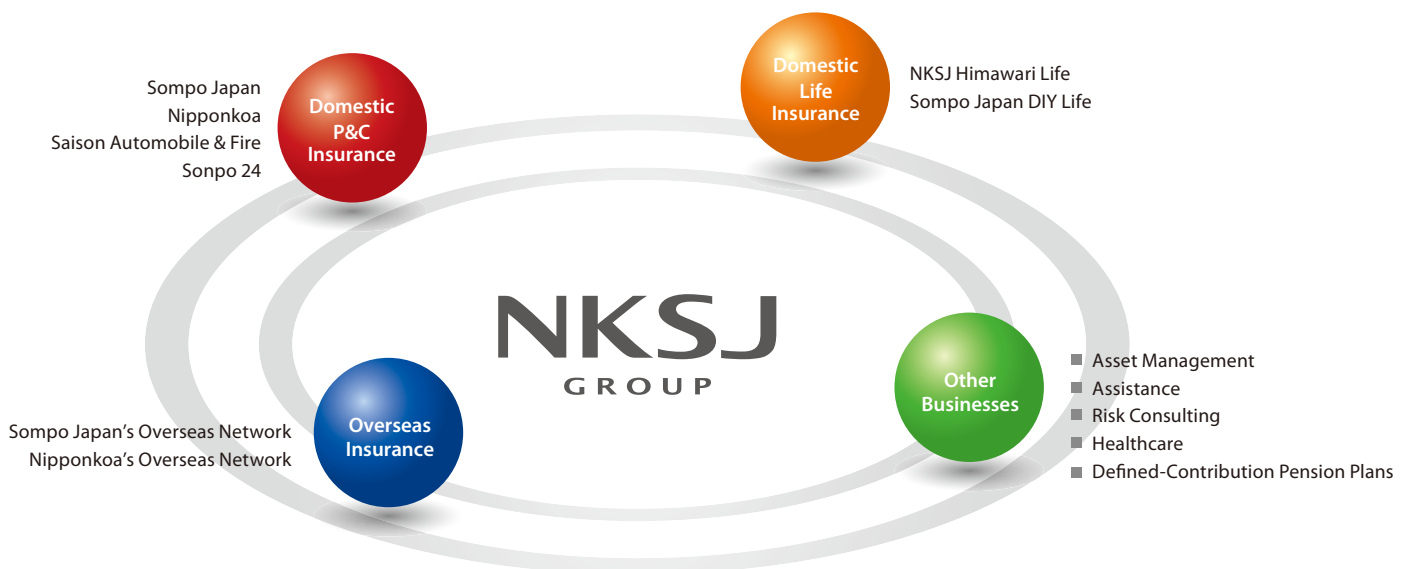 Sompo Japan
Nipponkoa
Saison Automobile & Fire
Sonpo 24
Domestic
P&C
Insurance
Domestic
Life
Insurance
NKSJ Himawari Life
Sompo Japan DIY Life
NKSJ
GROUP
Sompo Japan’s Overseas Network
Nipponkoa’s Overseas Network
Overseas
Insurance
Other
Businesses
Asset Management
Assistance
Risk Consulting
Healthcare
Defined-Contribution Pension Plans